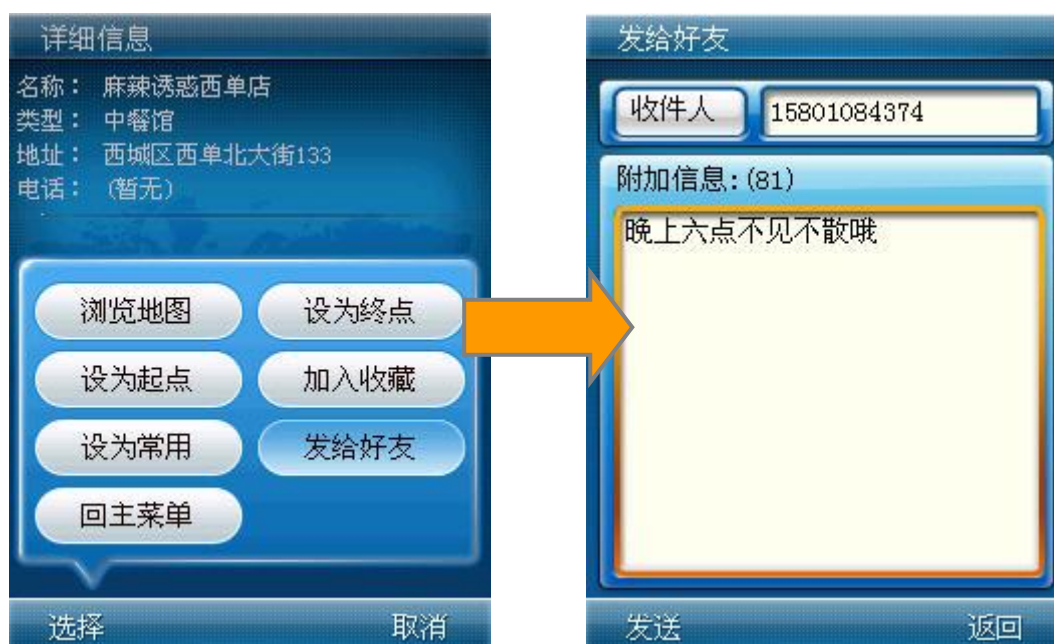 详细信息
名称： 麻辣诱惑西单店
类型： 中餐馆
地址： 西城区西单北大街133
电话： （暂无）
浏览地图
设为终点
设为起点
加入收藏
设为常用
发给好友
回主菜单
选择
取消
发给好友
收件人
15801084374
附加信息:(81)
晚上六点不见不散哦
发送
返回